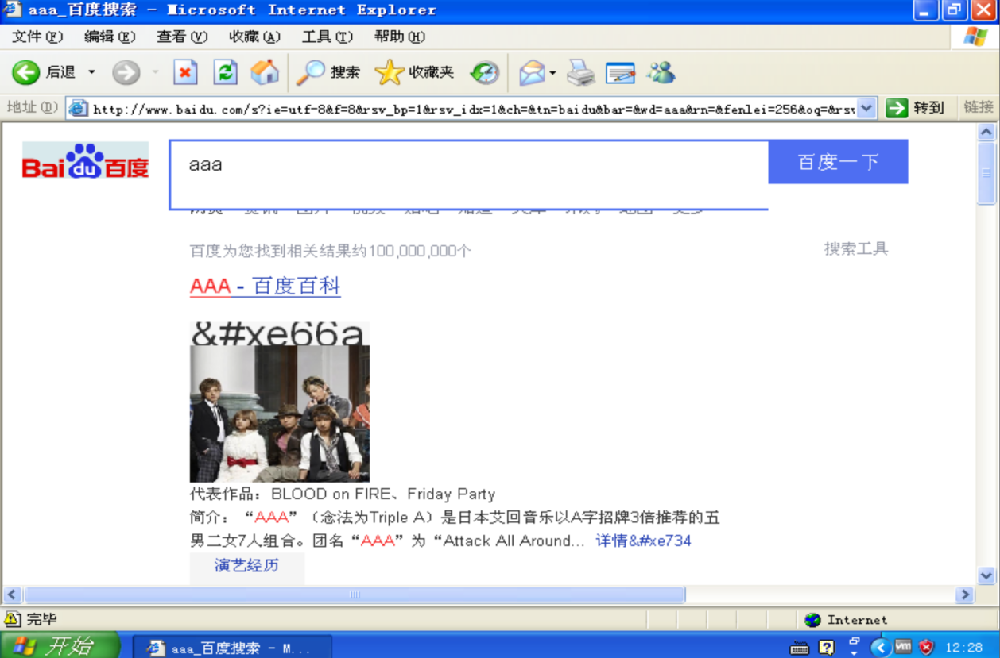 aaa_百度搜索 - Microsoft Internet Explorer
文件(F) 编辑(E) 查看(V) 收藏(A) 工具(T) 帮助(H)
后退 搜索 收藏夹
地址(D) http://www.baidu.com/s?ie=utf-8&f=8&rsv_bp=1&rsv_idx=1&ch=&tn=baidu&bar=&wd=aaa&rn=&fenlei=256&oq=&rsv 转到 链接
Bai du 百度 aaa 百度一下
百度为您找到相关结果约100,000,000个 搜索工具
AAA - 百度百科
&#xe66a
代表作品：BLOOD on FIRE、Friday Party
简介：“AAA”（念法为Triple A）是日本艾回音乐以A字招牌3倍推荐的五
男二女7人组合。团名“AAA”为“Attack All Around... 详情&#xe734
演艺经历
完毕 Internet
开始 aaa_百度搜索 - M... 12:28